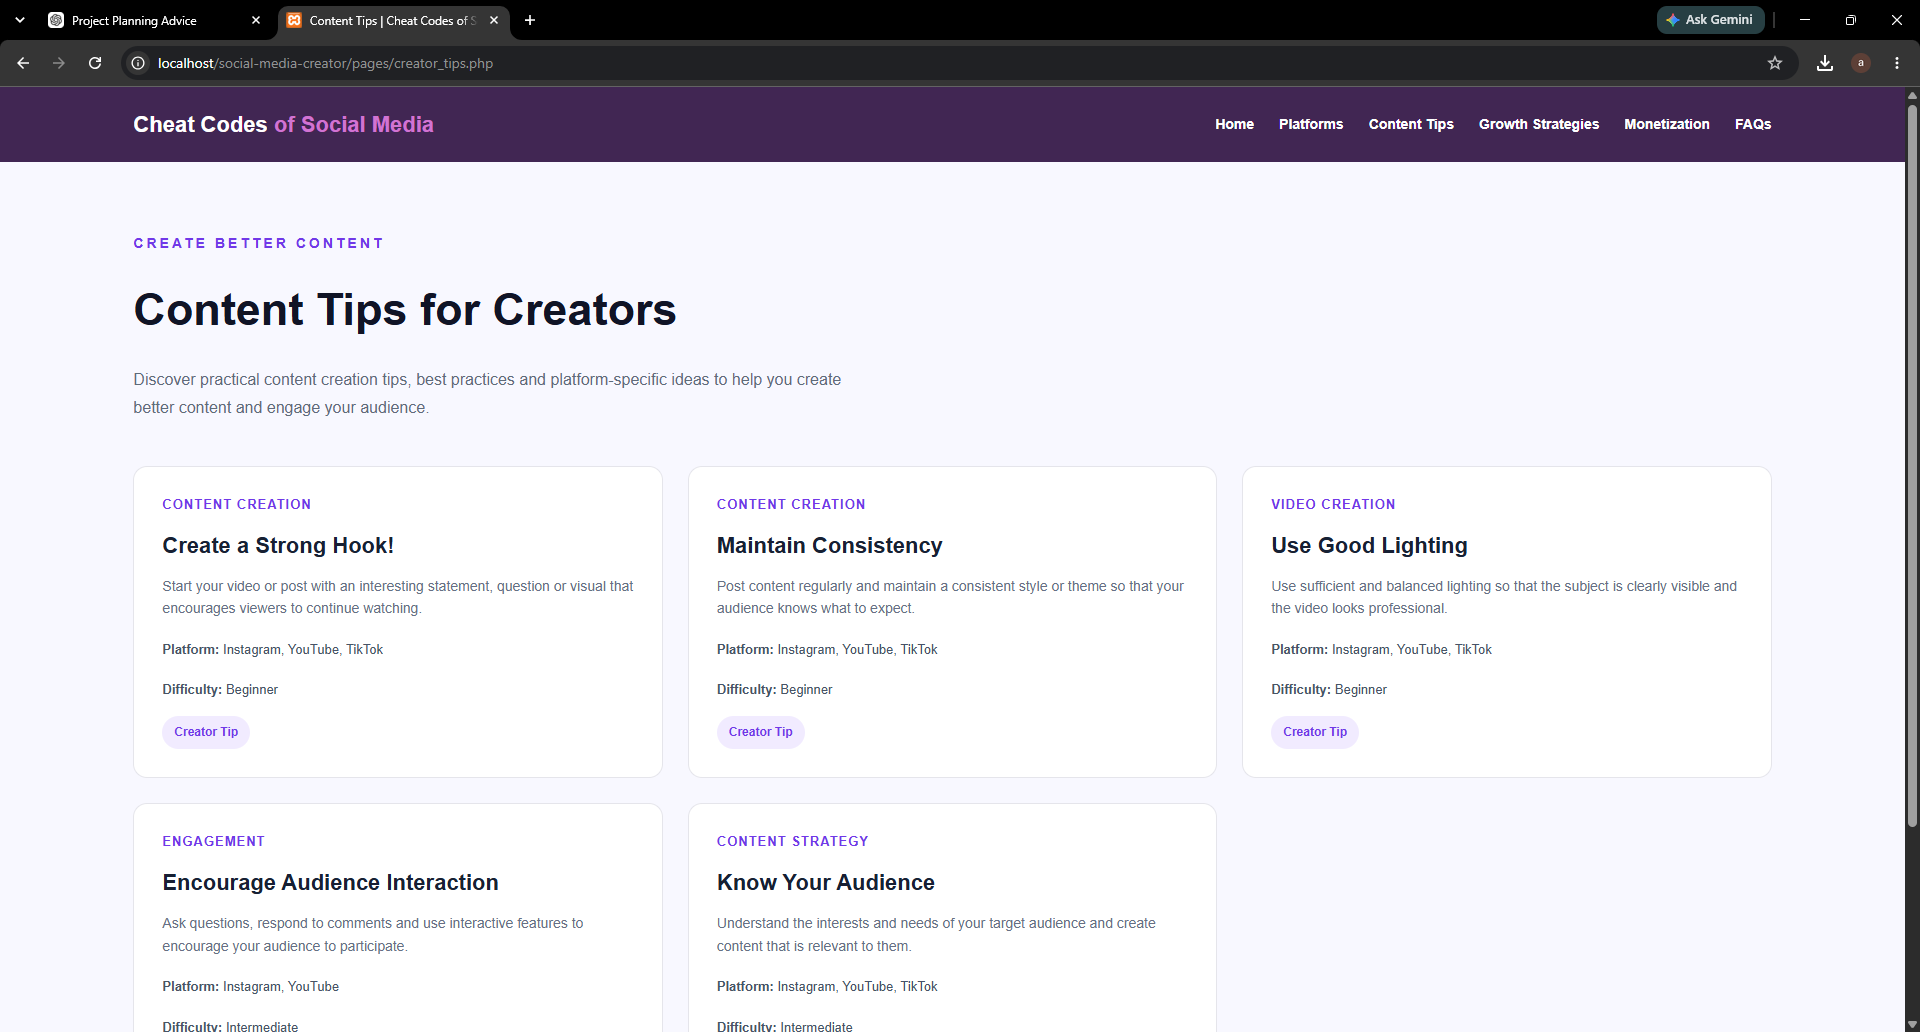 Project Planning Advice
Content Tips | Cheat Codes of S
Ask Gemini
localhost/social-media-creator/pages/creator_tips.php
a
Cheat Codes of Social Media
Home Platforms Content Tips Growth Strategies Monetization FAQs
CREATE BETTER CONTENT
Content Tips for Creators
Discover practical content creation tips, best practices and platform-specific ideas to help you create
better content and engage your audience.
CONTENT CREATION
Create a Strong Hook!
Start your video or post with an interesting statement, question or visual that
encourages viewers to continue watching.
Platform: Instagram, YouTube, TikTok
Difficulty: Beginner
Creator Tip
CONTENT CREATION
Maintain Consistency
Post content regularly and maintain a consistent style or theme so that your
audience knows what to expect.
Platform: Instagram, YouTube, TikTok
Difficulty: Beginner
Creator Tip
VIDEO CREATION
Use Good Lighting
Use sufficient and balanced lighting so that the subject is clearly visible and
the video looks professional.
Platform: Instagram, YouTube, TikTok
Difficulty: Beginner
Creator Tip
ENGAGEMENT
Encourage Audience Interaction
Ask questions, respond to comments and use interactive features to
encourage your audience to participate.
Platform: Instagram, YouTube
Difficulty: Intermediate
CONTENT STRATEGY
Know Your Audience
Understand the interests and needs of your target audience and create
content that is relevant to them.
Platform: Instagram, YouTube, TikTok
Difficulty: Intermediate